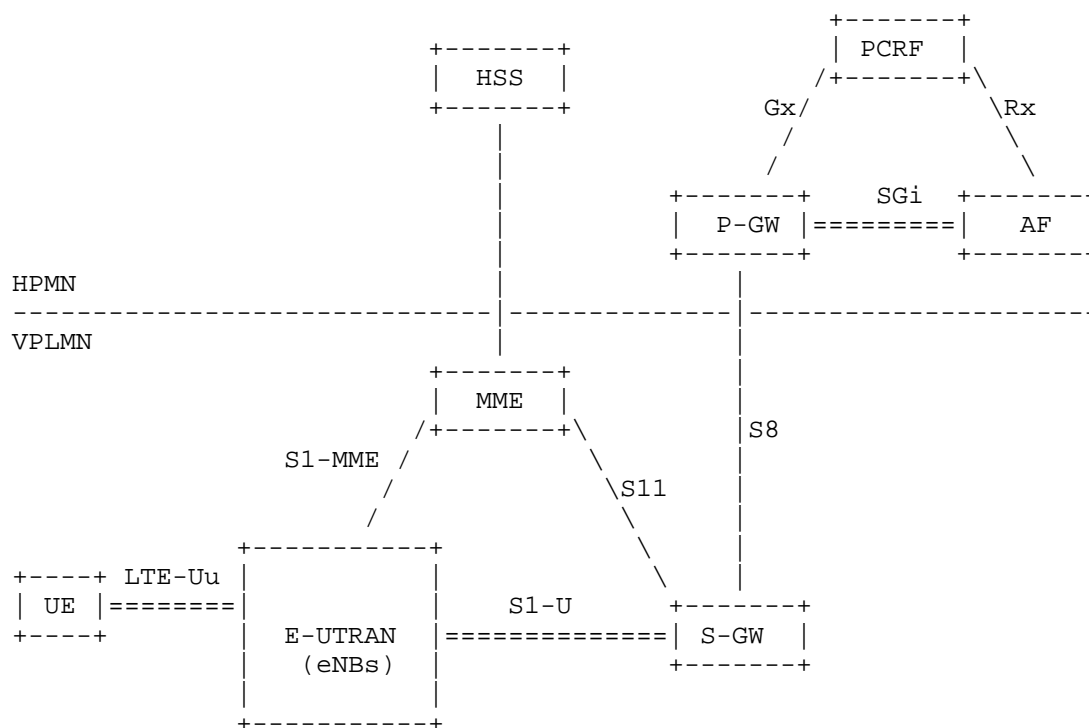 PCRF
HSS
Gx Rx
SGi
P-GW AF
HPMN
VPLMN
MME
S8
S1-MME
S11
LTE-Uu
UE S1-U
E-UTRAN S-GW
(eNBs)